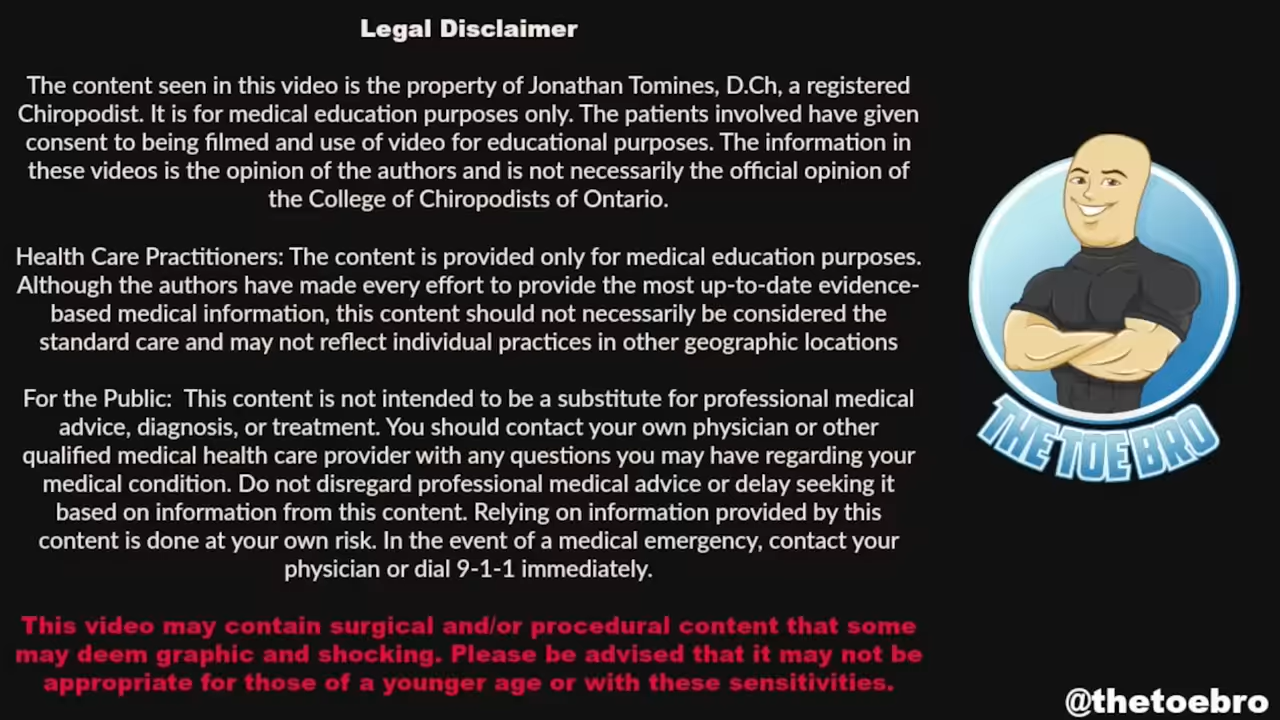 Legal Disclaimer
The content seen in this video is the property of Jonathan Tomines, D.Ch, a registered
Chiropodist. It is for medical education purposes only. The patients involved have given
consent to being filmed and use of video for educational purposes. The information in
these videos is the opinion of the authors and is not necessarily the official opinion of
the College of Chiropodists of Ontario.
Health Care Practitioners: The content is provided only for medical education purposes.
Although the authors have made every effort to provide the most up-to-date evidence-
based medical information, this content should not necessarily be considered the
standard care and may not reflect individual practices in other geographic locations
For the Public:  This content is not intended to be a substitute for professional medical
advice, diagnosis, or treatment. You should contact your own physician or other
qualified medical health care provider with any questions you may have regarding your
medical condition. Do not disregard professional medical advice or delay seeking it
based on information from this content. Relying on information provided by this
content is done at your own risk. In the event of a medical emergency, contact your
physician or dial 9-1-1 immediately.
This video may contain surgical and/or procedural content that some
may deem graphic and shocking. Please be advised that it may not be
appropriate for those of a younger age or with these sensitivities.
THE TOE BRO
@thetoebro